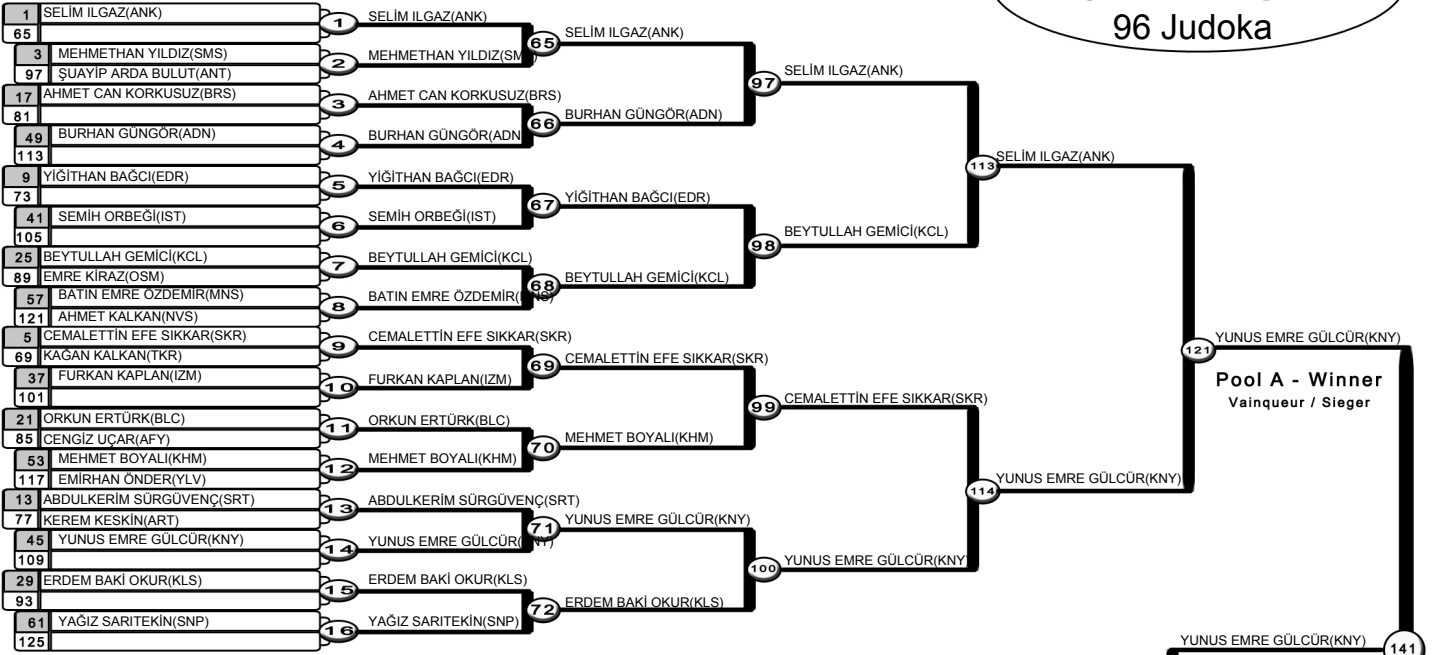 96 Judoka
1 SELİM ILGAZ(ANK)
65
3 MEHMETHAN YILDIZ(SMS)
97 ŞUAYİP ARDA BULUT(ANT)
17 AHMET CAN KORKUSUZ(BRS)
81
49 BURHAN GÜNGÖR(ADN)
113
9 YİĞİTHAN BAĞCI(EDR)
73
41 SEMİH ORBEĞİ(IST)
105
25 BEYTULLAH GEMİCİ(KCL)
89 EMRE KİRAZ(OSM)
57 BATIN EMRE ÖZDEMİR(MNS)
121 AHMET KALKAN(NVS)
5 CEMALETTİN EFE SIKKAR(SKR)
69 KAĞAN KALKAN(TKR)
37 FURKAN KAPLAN(IZM)
101
21 ORKUN ERTÜRK(BLC)
85 CENGİZ UÇAR(AFY)
53 MEHMET BOYALI(KHM)
117 EMİRHAN ÖNDER(YLV)
13 ABDULKERİM SÜRGÜVENÇ(SRT)
77 KEREM KESKİN(ART)
45 YUNUS EMRE GÜLCÜR(KNY)
109
29 ERDEM BAKİ OKUR(KLS)
93
61 YAĞIZ SARITEKİN(SNP)
125
1 SELİM ILGAZ(ANK)
2 MEHMETHAN YILDIZ(SM
3 AHMET CAN KORKUSUZ(BRS)
4 BURHAN GÜNGÖR(ADN
5 YİĞİTHAN BAĞCI(EDR)
6 SEMİH ORBEĞİ(IST)
7 BEYTULLAH GEMİCİ(KCL)
8 BATIN EMRE ÖZDEMİR(MNS)
9 CEMALETTİN EFE SIKKAR(SKR)
10 FURKAN KAPLAN(IZM)
11 ORKUN ERTÜRK(BLC)
12 MEHMET BOYALI(KHM)
13 ABDULKERİM SÜRGÜVENÇ(SRT)
14 YUNUS EMRE GÜLCÜR(KNY)
15 ERDEM BAKİ OKUR(KLS)
16 YAĞIZ SARITEKİN(SNP)
65 SELİM ILGAZ(ANK)
66 BURHAN GÜNGÖR(ADN)
67 YİĞİTHAN BAĞCI(EDR)
68 BEYTULLAH GEMİCİ(KCL)
69 CEMALETTİN EFE SIKKAR(SKR)
70 MEHMET BOYALI(KHM)
71 YUNUS EMRE GÜLCÜR(KNY)
72 ERDEM BAKİ OKUR(KLS)
97 SELİM ILGAZ(ANK)
98 BEYTULLAH GEMİCİ(KCL)
99 CEMALETTİN EFE SIKKAR(SKR)
100 YUNUS EMRE GÜLCÜR(KNY)
113 SELİM ILGAZ(ANK)
114 YUNUS EMRE GÜLCÜR(KNY)
121 YUNUS EMRE GÜLCÜR(KNY)
Pool A - Winner
Vainqueur / Sieger
YUNUS EMRE GÜLCÜR(KNY) 141